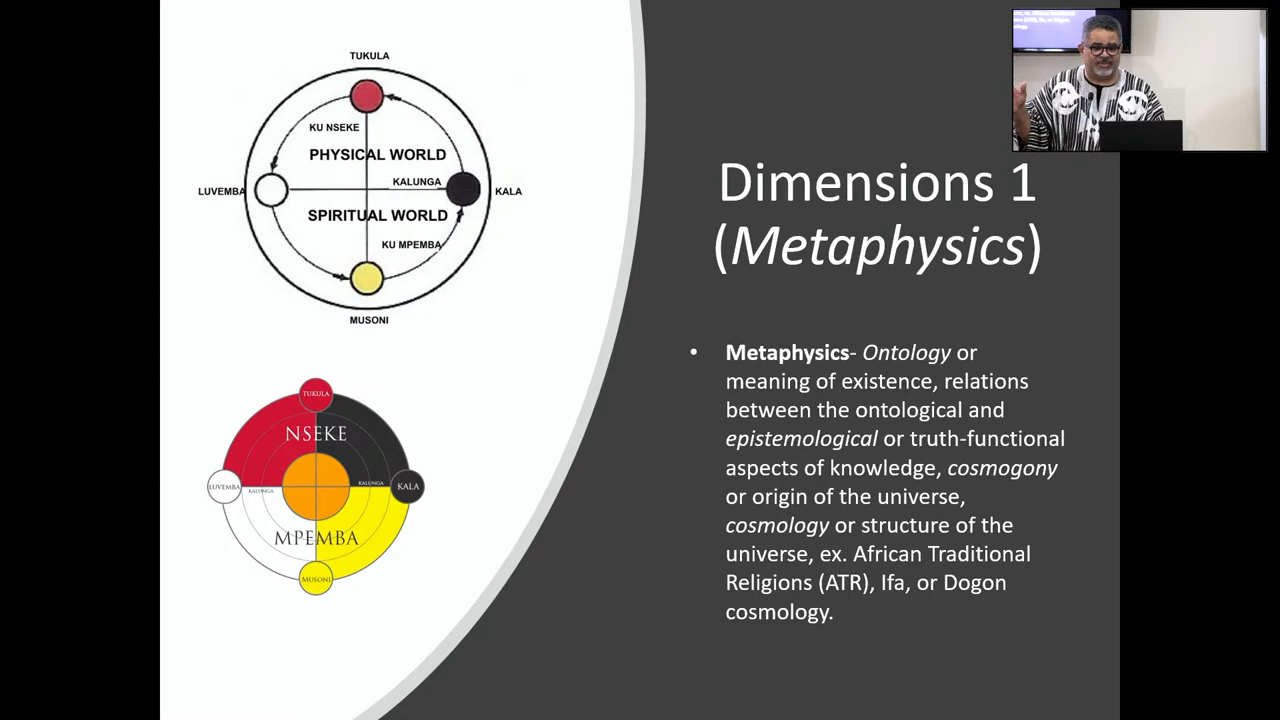 TUKULA
KU NSEKE
PHYSICAL WORLD
KALUNGA
LUVEMBA
KALA
SPIRITUAL WORLD
KU MPEMBA
MUSONI
TUKULA
NSEKE
LUVEMBA
KALUNGA
KALUNGA
KALA
MPEMBA
MUSONI
Dimensions 1
(Metaphysics)
• Metaphysics- Ontology or
meaning of existence, relations
between the ontological and
epistemological or truth-functional
aspects of knowledge, cosmogony
or origin of the universe,
cosmology or structure of the
universe, ex. African Traditional
Religions (ATR), Ifa, or Dogon
cosmology.